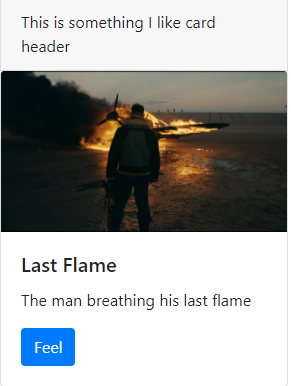 This is something I like card
header
Last Flame
The man breathing his last flame
Feel